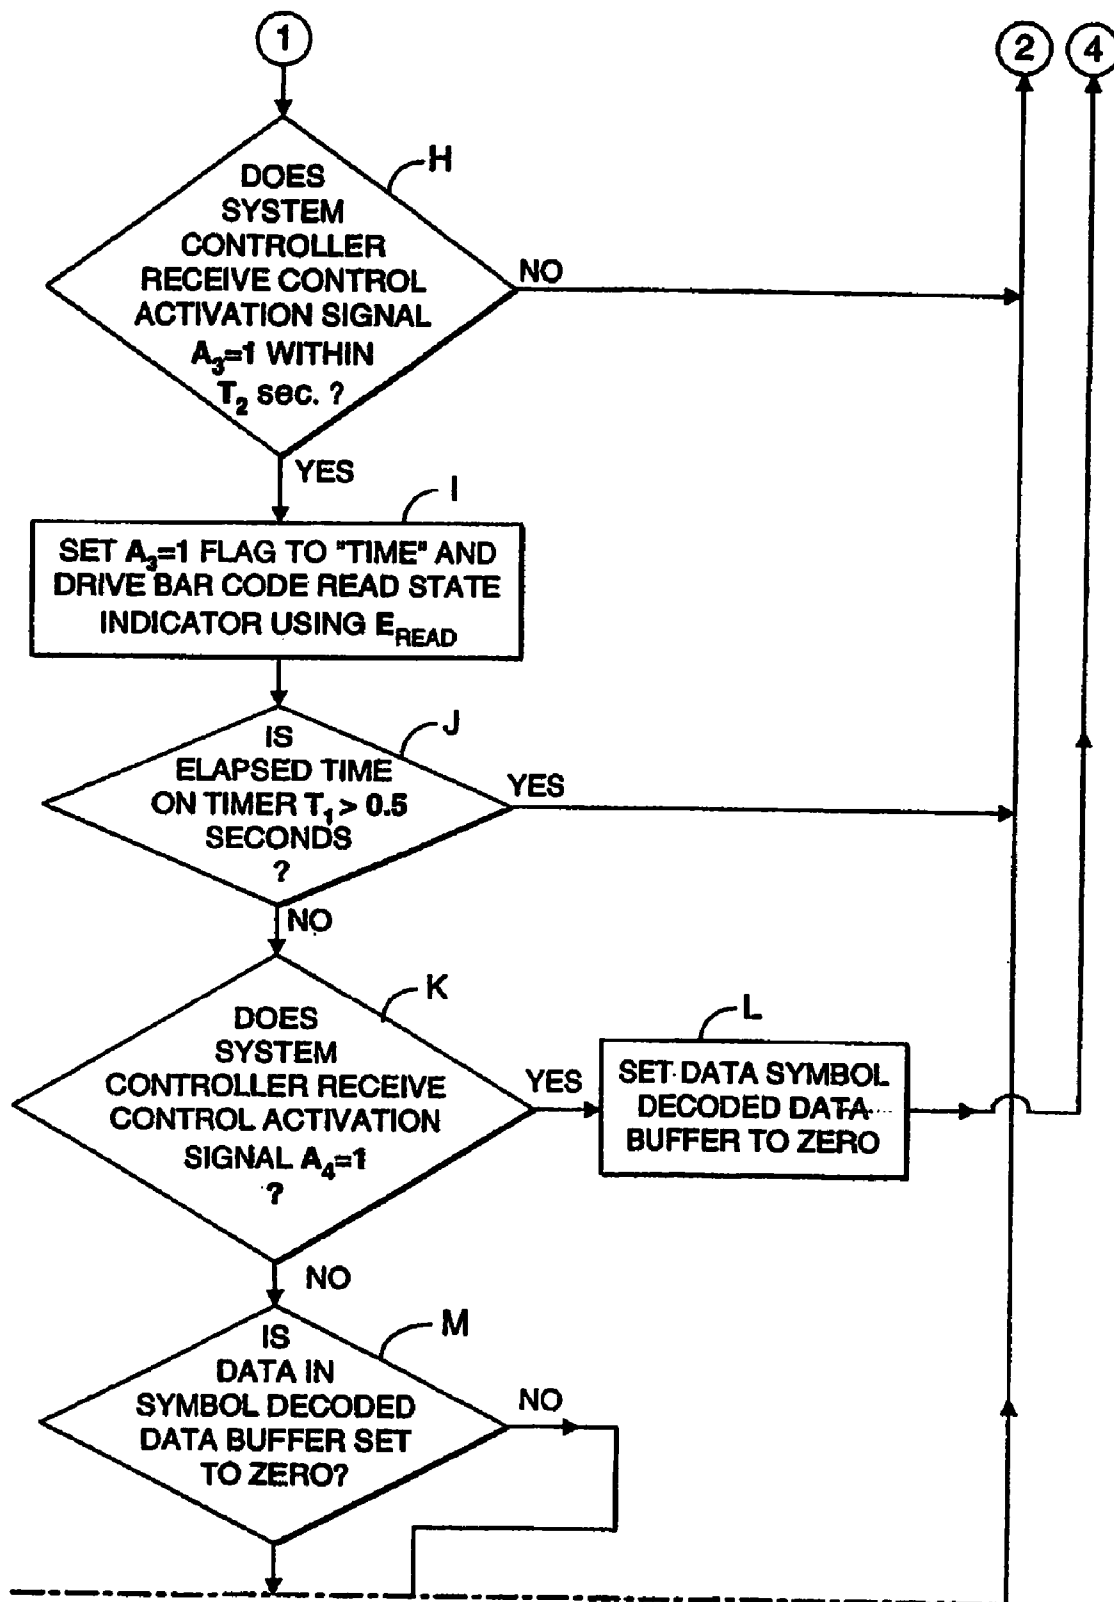 1
2
4
H
DOES
SYSTEM
CONTROLLER
RECEIVE CONTROL
ACTIVATION SIGNAL
A3=1 WITHIN
T2 sec. ?
NO
YES
I
SET A3=1 FLAG TO "TIME" AND
DRIVE BAR CODE READ STATE
INDICATOR USING EREAD
J
IS
ELAPSED TIME
ON TIMER T1 > 0.5
SECONDS
?
YES
NO
K
DOES
SYSTEM
CONTROLLER RECEIVE
CONTROL ACTIVATION
SIGNAL A4=1
?
YES
L
SET DATA SYMBOL
DECODED DATA
BUFFER TO ZERO
NO
M
IS
DATA IN
SYMBOL DECODED
DATA BUFFER SET
TO ZERO?
NO